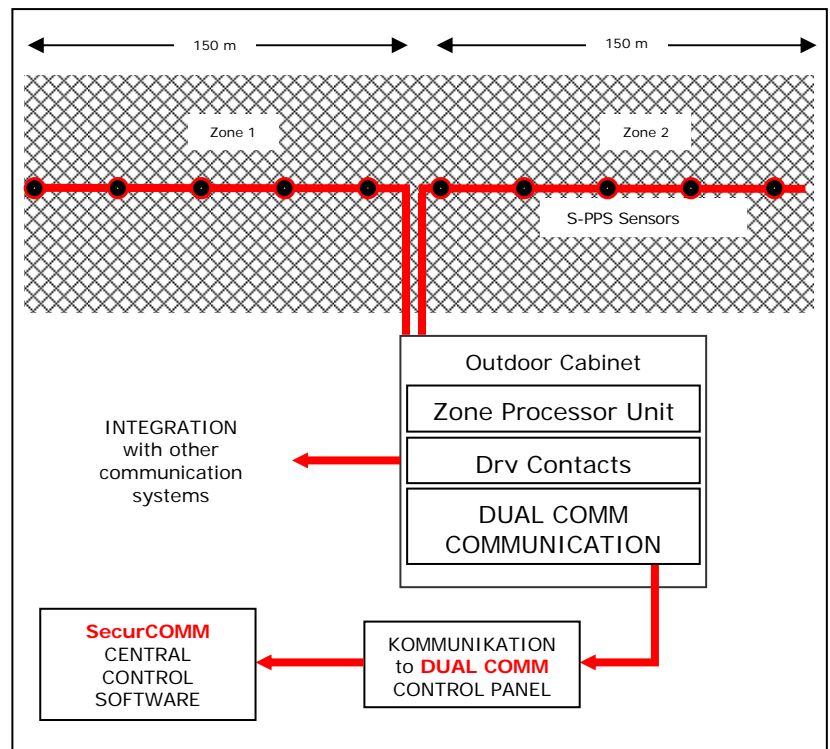 150 m
150 m
Zone 1
Zone 2
S-PPS Sensors
Outdoor Cabinet
Zone Processor Unit
Drv Contacts
DUAL COMM
COMMUNICATION
INTEGRATION
with other
communication
systems
SecurCOMM
CENTRAL
CONTROL
SOFTWARE
KOMMUNIKATION
to DUAL COMM
CONTROL PANEL